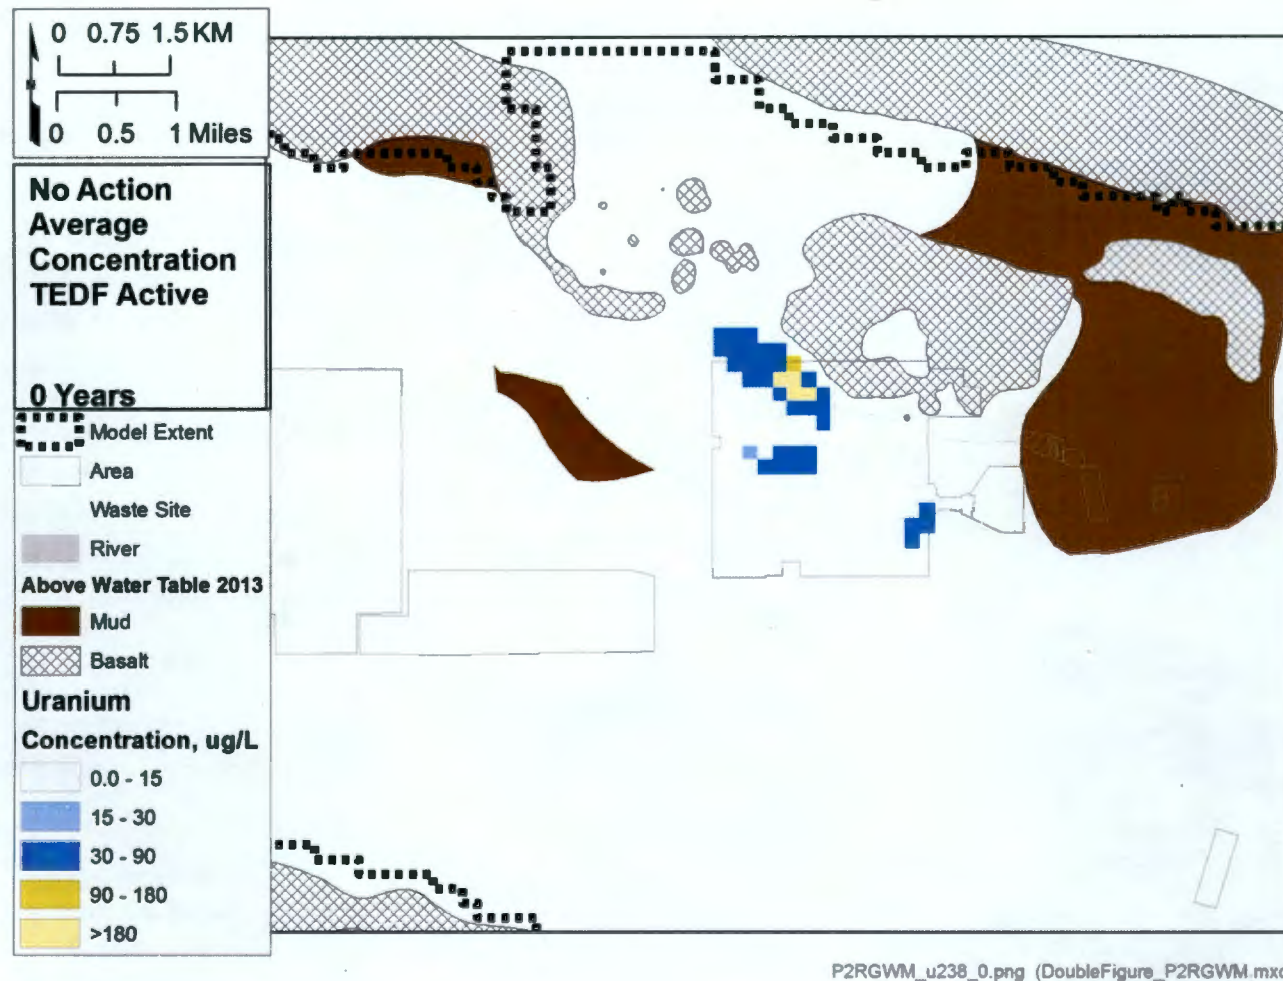 0 0.75 1.5 KM
0 0.5 1 Miles
No Action
Average
Concentration
TEDF Active
0 Years
Model Extent
Area
Waste Site
River
Above Water Table 2013
Mud
Basalt
Uranium
Concentration, ug/L
0.0 - 15
15 - 30
30 - 90
90 - 180
>180
P2RGWM_u238_0.png (DoubleFigure_P2RGWM.mxd